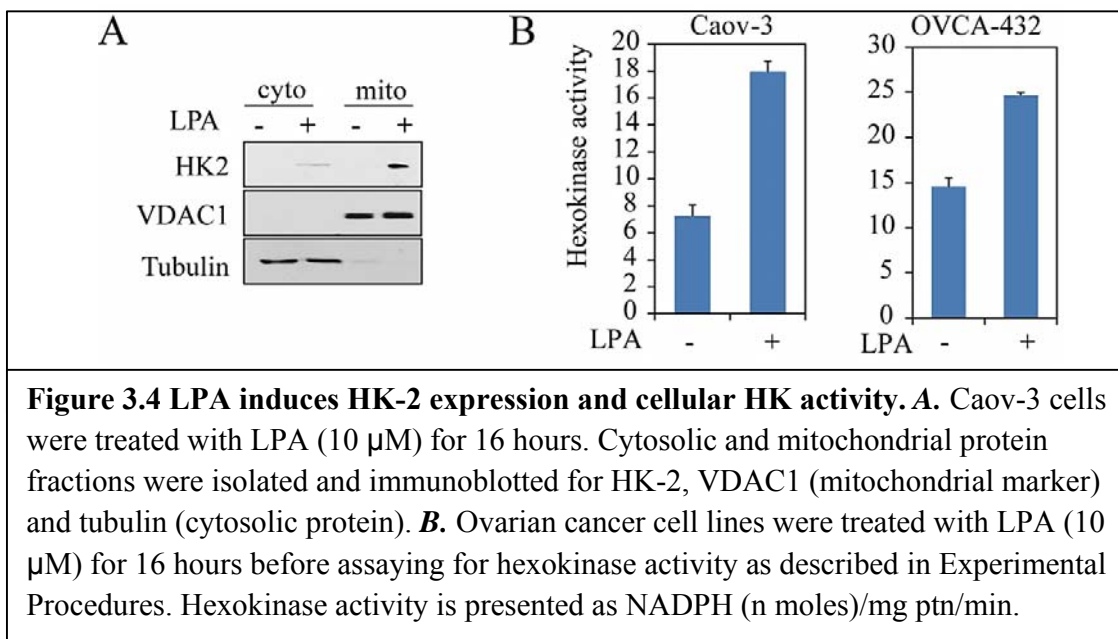 A
cyto mito
LPA - + - +
HK2
VDAC1
Tubulin
B
Caov-3
Hexokinase activity
20
18
16
14
12
10
8
6
4
2
0
LPA - +
OVCA-432
30
25
20
15
10
5
0
LPA - +
Figure 3.4 LPA induces HK-2 expression and cellular HK activity. A. Caov-3 cells
were treated with LPA (10 μM) for 16 hours. Cytosolic and mitochondrial protein
fractions were isolated and immunoblotted for HK-2, VDAC1 (mitochondrial marker)
and tubulin (cytosolic protein). B. Ovarian cancer cell lines were treated with LPA (10
μM) for 16 hours before assaying for hexokinase activity as described in Experimental
Procedures. Hexokinase activity is presented as NADPH (n moles)/mg ptn/min.